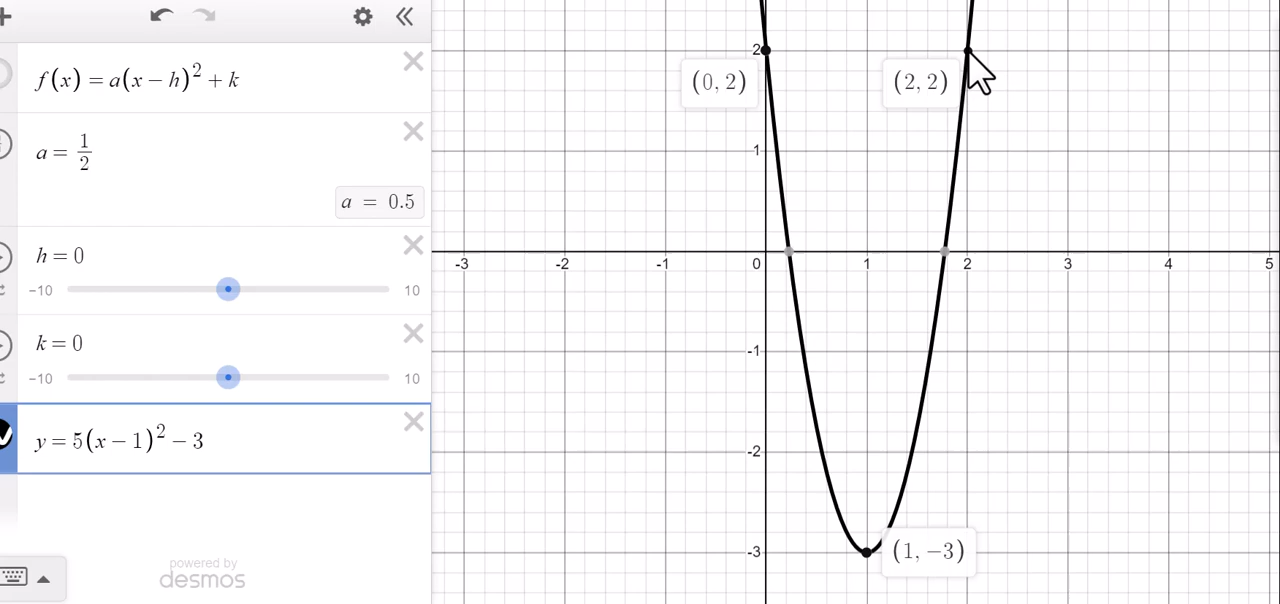 f(x) = a(x − h)² + k
a = 1/2
a = 0.5
h = 0
−10
10
k = 0
−10
10
y = 5(x − 1)² − 3
powered by
desmos
2
(0, 2)
(2, 2)
1
-3
-2
-1
0
1
2
3
4
5
-1
-2
-3
(1, −3)